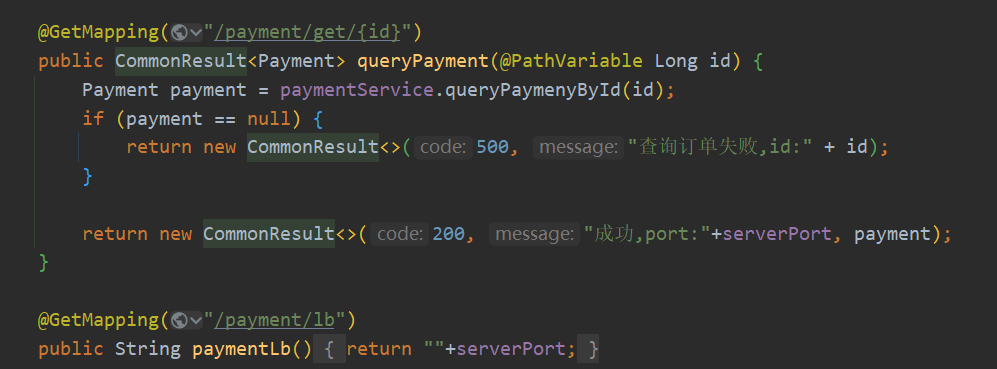 @GetMapping("/payment/get/{id}")
public CommonResult<Payment> queryPayment(@PathVariable Long id) {
Payment payment = paymentService.queryPaymenyById(id);
if (payment == null) {
return new CommonResult<>( code: 500, message: "查询订单失败,id:" + id);
}
return new CommonResult<>( code: 200, message: "成功,port:"+serverPort, payment);
}
@GetMapping("/payment/lb")
public String paymentLb() { return ""+serverPort; }